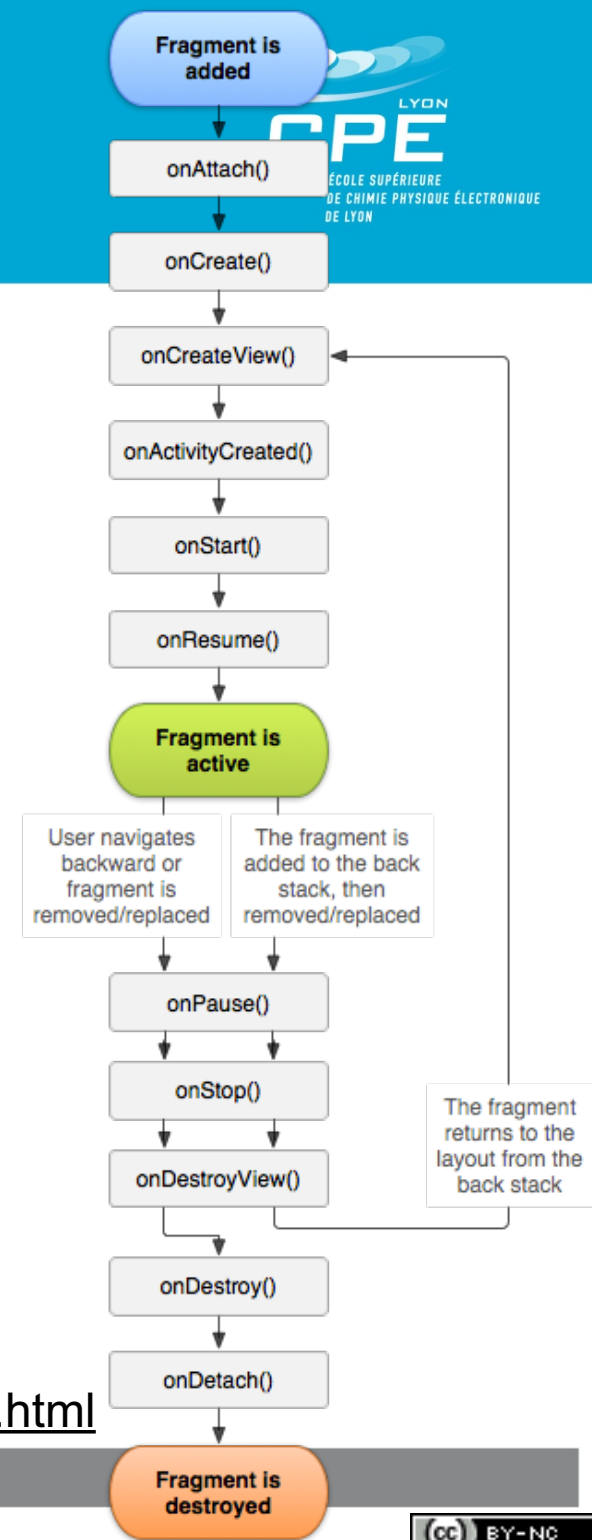 Fragment is
added
LYON
CPE
ÉCOLE SUPÉRIEURE
DE CHIMIE PHYSIQUE ÉLECTRONIQUE
DE LYON
onAttach()
onCreate()
onCreateView()
onActivityCreated()
onStart()
onResume()
Fragment is
active
User navigates
backward or
fragment is
removed/replaced
The fragment is
added to the back
stack, then
removed/replaced
onPause()
onStop()
onDestroyView()
The fragment
returns to the
layout from the
back stack
onDestroy()
onDetach()
.html
Fragment is
destroyed
(cc) BY-NC